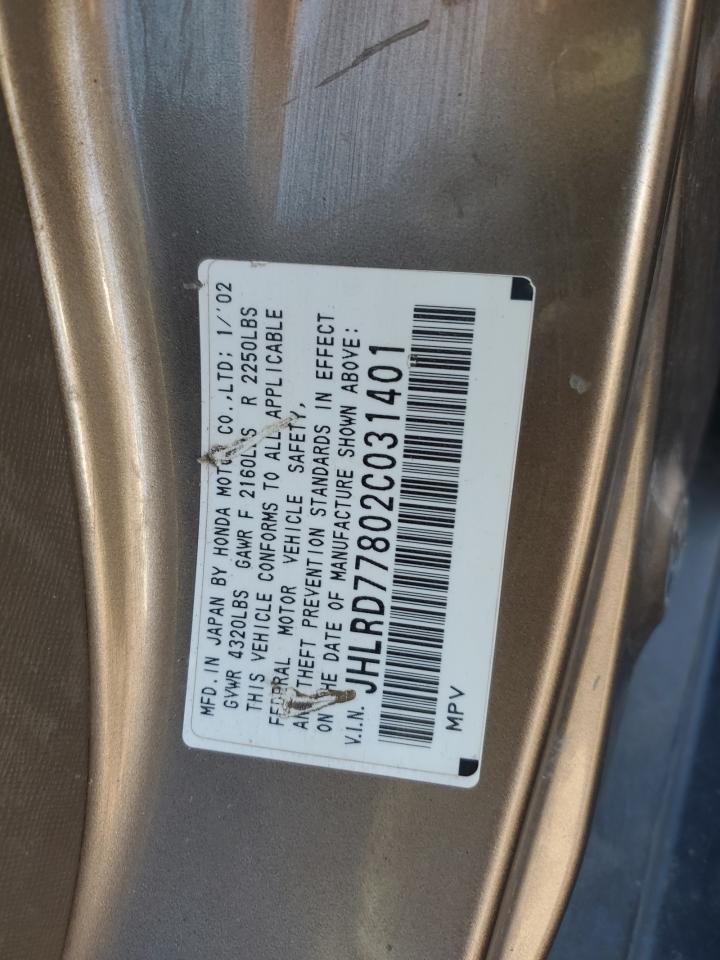 MFD. IN JAPAN BY HONDA MOTOR CO.,LTD: 1/'02
GVWR 4320LBS GAWR F 2160LBS R 2250LBS
THIS VEHICLE CONFORMS TO ALL APPLICABLE
FEDERAL MOTOR VEHICLE SAFETY,
AND THEFT PREVENTION STANDARDS IN EFFECT
ON THE DATE OF MANUFACTURE SHOWN ABOVE:
V.I.N. JHLRD77802C031401
MPV